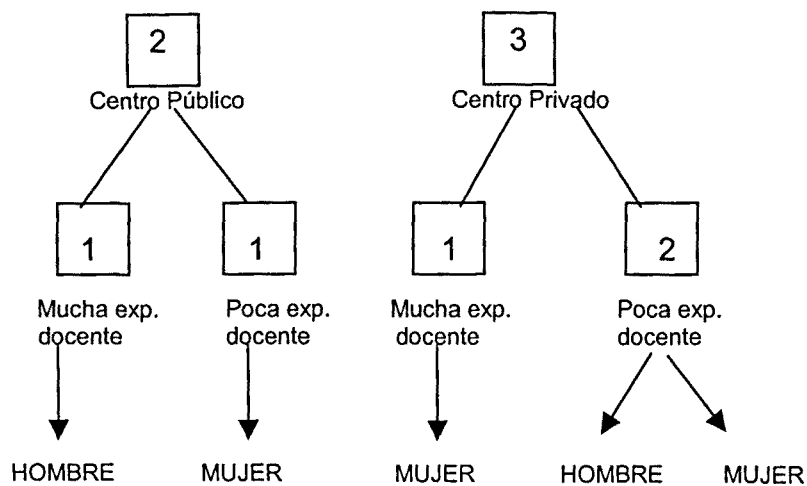 2 3
Centro Público Centro Privado
1 1 1 2
Mucha exp. Poca exp. Mucha exp. Poca exp.
docente docente docente docente
HOMBRE MUJER MUJER HOMBRE MUJER